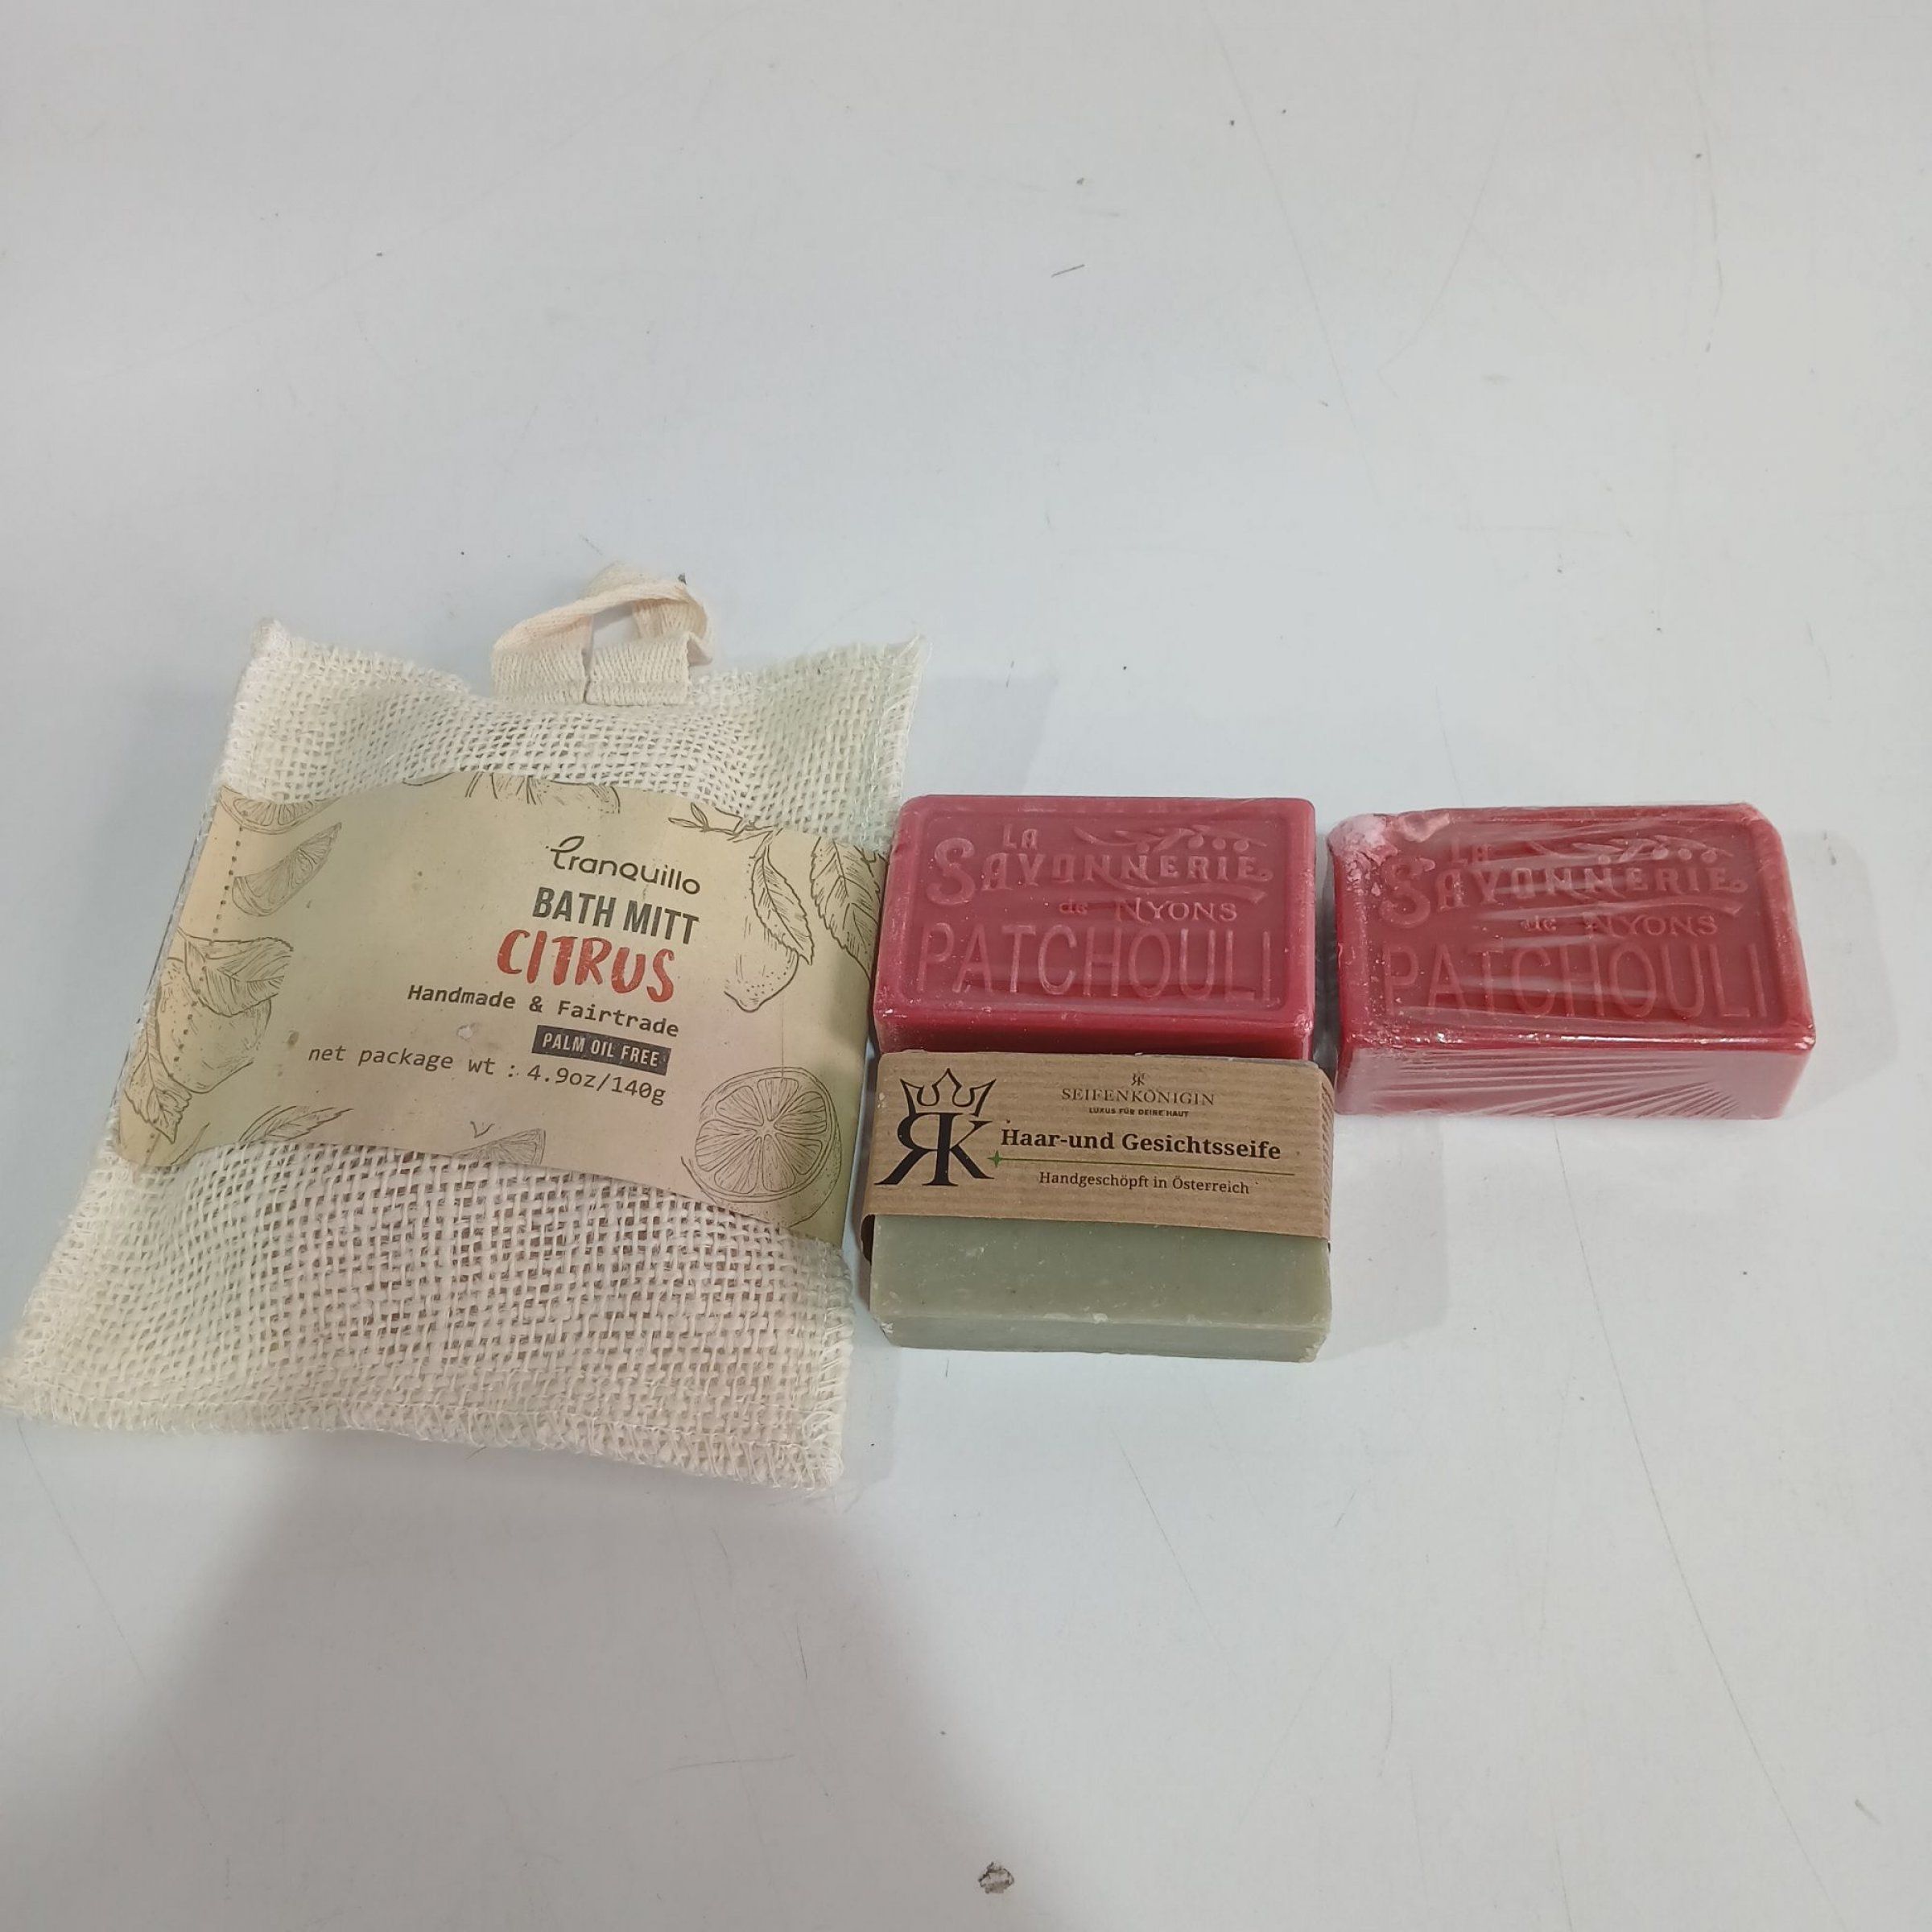 Tranquillo
BATH MITT
CITRUS
Handmade & Fairtrade
PALM OIL FREE
net package wt : 4.9oz/140g
LA
SAVONNERIE
de NYONS
PATCHOULI
LA
SAVONNERIE
de NYONS
PATCHOULI
RK
SEIFENKÖNIGIN
LUXUS FÜR DEINE HAUT
Haar-und Gesichtsseife
Handgeschöpft in Österreich